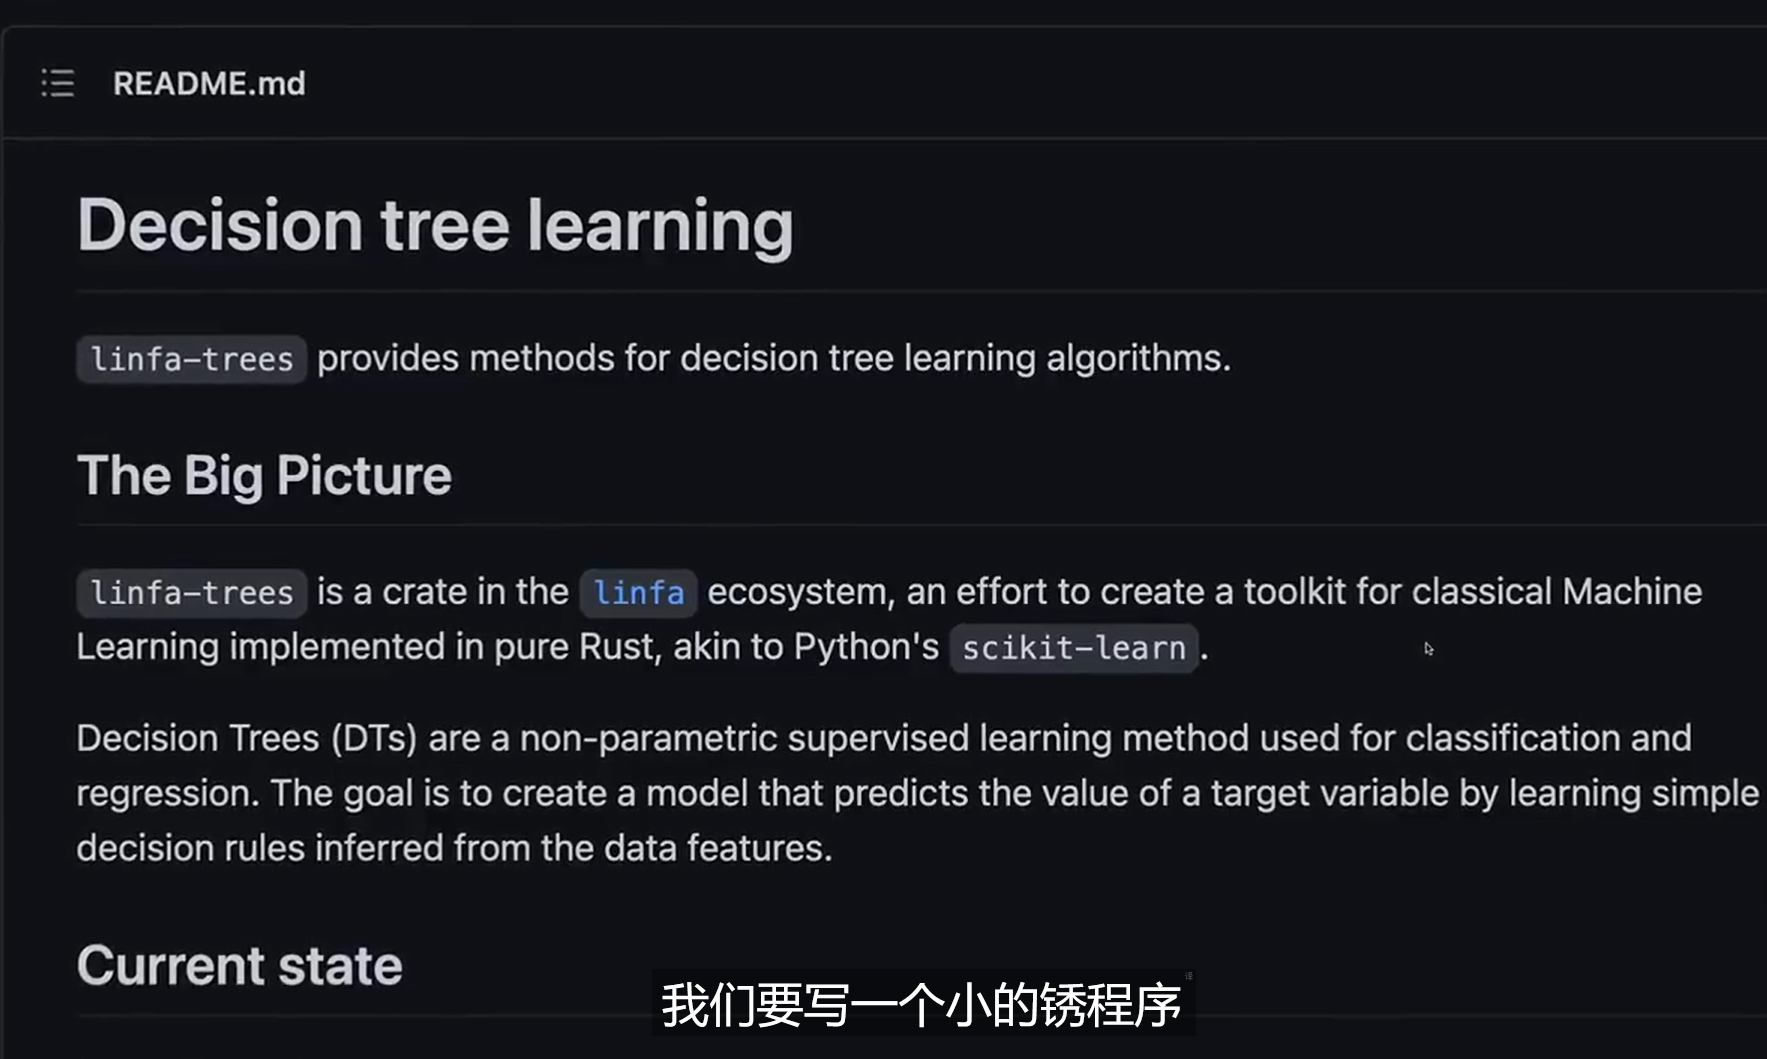 README.md
Decision tree learning
linfa-trees provides methods for decision tree learning algorithms.
The Big Picture
linfa-trees is a crate in the linfa ecosystem, an effort to create a toolkit for classical Machine
Learning implemented in pure Rust, akin to Python's scikit-learn.
Decision Trees (DTs) are a non-parametric supervised learning method used for classification and
regression. The goal is to create a model that predicts the value of a target variable by learning simple
decision rules inferred from the data features.
Current state
我们要写一个小的锈程序